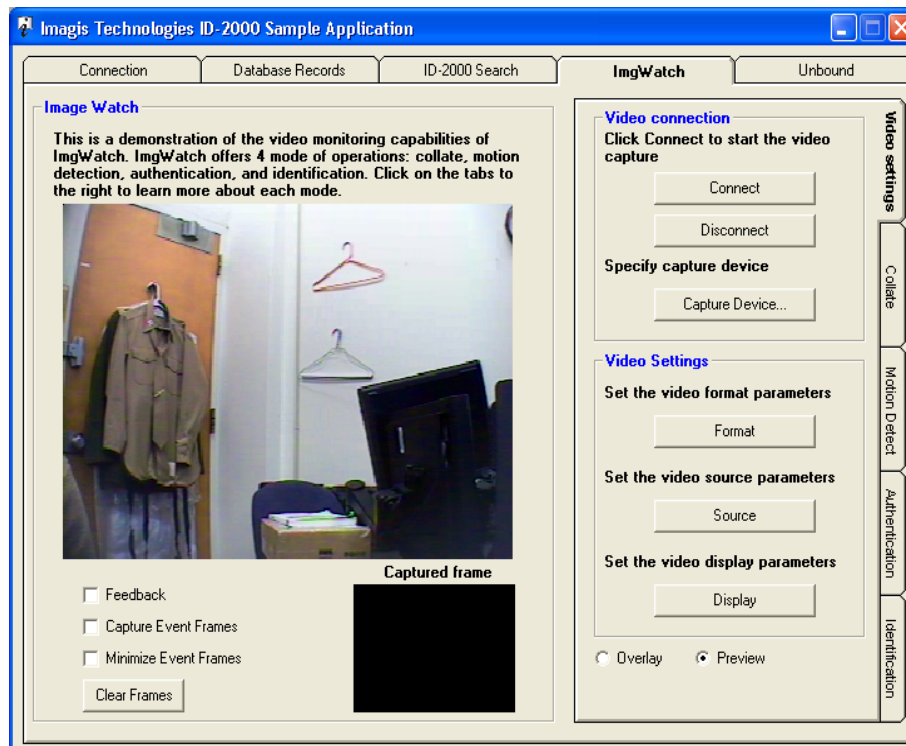 Imagis Technologies ID-2000 Sample Application
Connection
Database Records
ID-2000 Search
ImgWatch
Unbound
Image Watch
This is a demonstration of the video monitoring capabilities of
ImgWatch. ImgWatch offers 4 mode of operations: collate, motion
detection, authentication, and identification. Click on the tabs to
the right to learn more about each mode.
Captured frame
Feedback
Capture Event Frames
Minimize Event Frames
Clear Frames
Video connection
Click Connect to start the video
capture
Connect
Disconnect
Specify capture device
Capture Device...
Video Settings
Set the video format parameters
Format
Set the video source parameters
Source
Set the video display parameters
Display
Overlay
Preview
Video settings
Collate
Motion Detect
Authentication
Identification